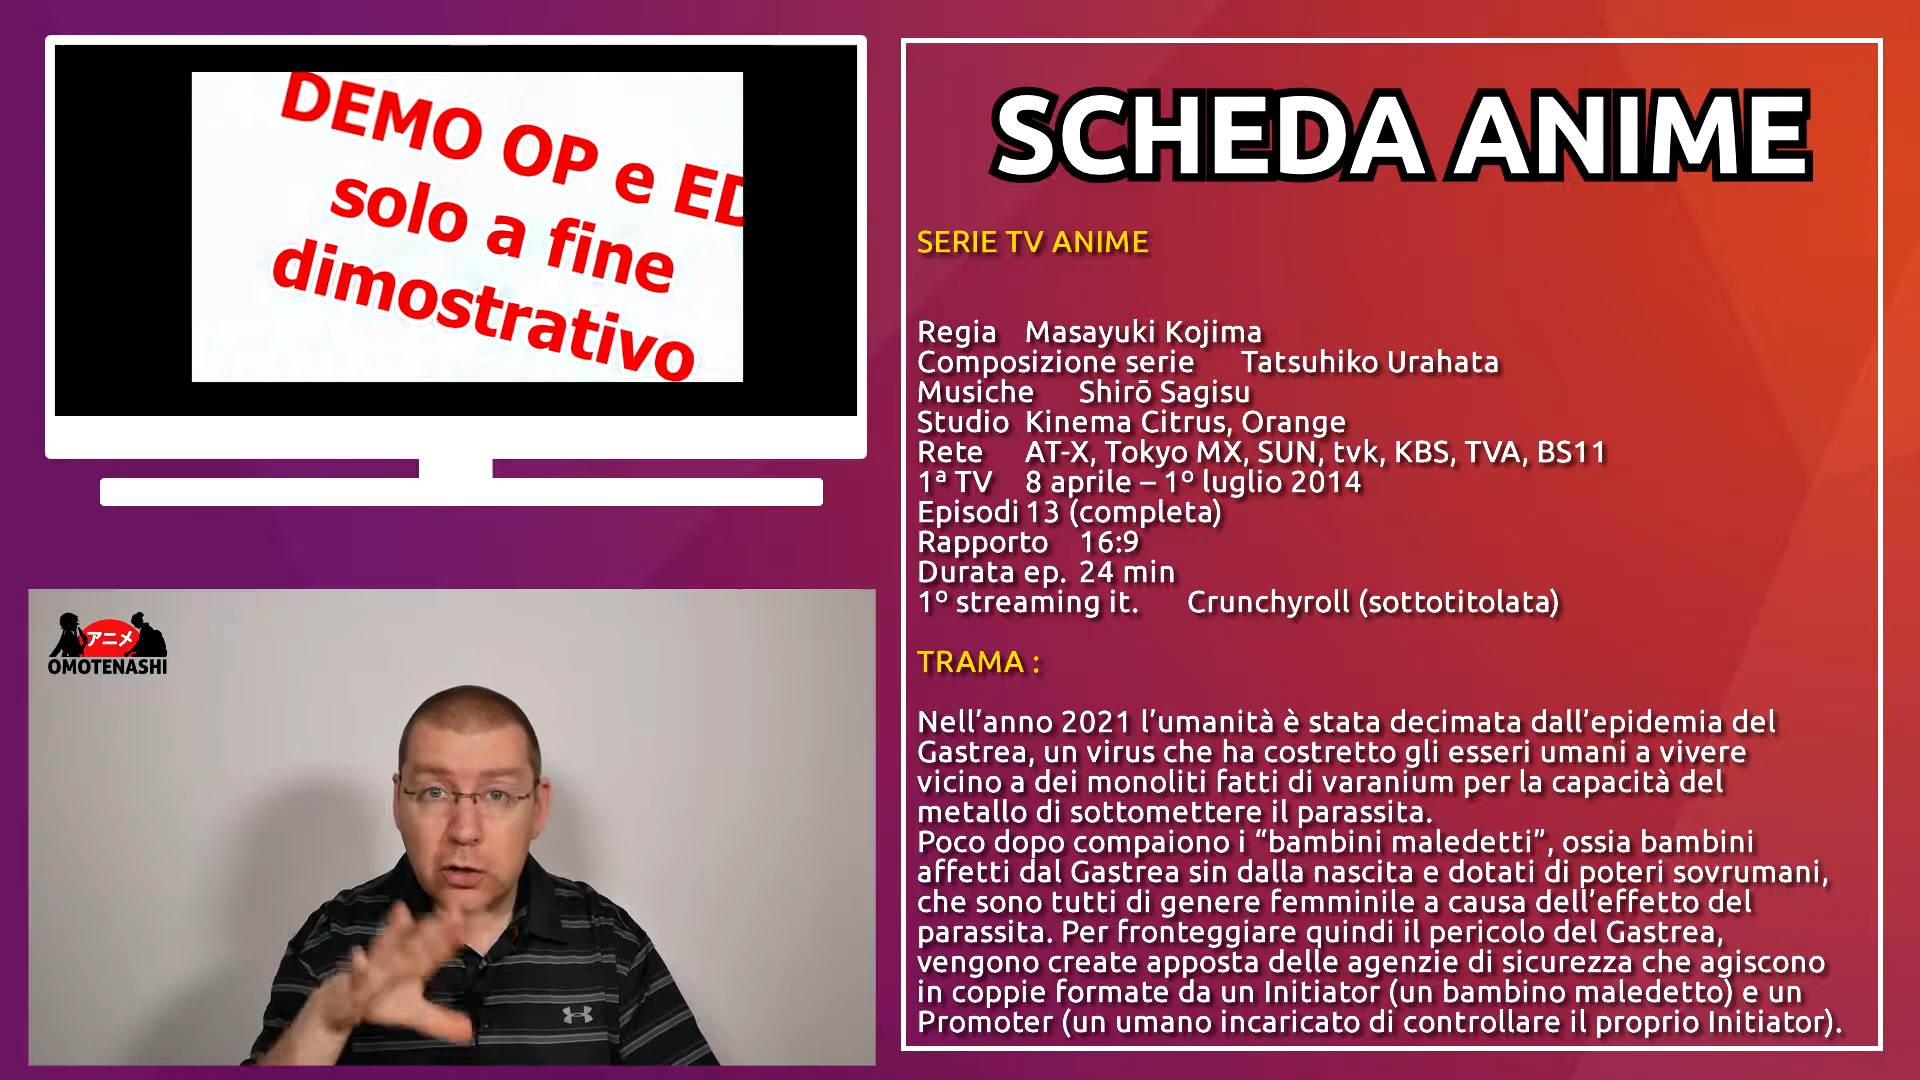 DEMO OP e ED
solo a fine
dimostrativo
アニメ
OMOTENASHI
SCHEDA ANIME
SERIE TV ANIME
Regia Masayuki Kojima
Composizione serie Tatsuhiko Urahata
Musiche Shirō Sagisu
Studio Kinema Citrus, Orange
Rete AT-X, Tokyo MX, SUN, tvk, KBS, TVA, BS11
1ª TV 8 aprile – 1º luglio 2014
Episodi 13 (completa)
Rapporto 16:9
Durata ep. 24 min
1º streaming it. Crunchyroll (sottotitolata)
TRAMA :
Nell’anno 2021 l’umanità è stata decimata dall’epidemia del
Gastrea, un virus che ha costretto gli esseri umani a vivere
vicino a dei monoliti fatti di varanium per la capacità del
metallo di sottomettere il parassita.
Poco dopo compaiono i “bambini maledetti”, ossia bambini
affetti dal Gastrea sin dalla nascita e dotati di poteri sovrumani,
che sono tutti di genere femminile a causa dell’effetto del
parassita. Per fronteggiare quindi il pericolo del Gastrea,
vengono create apposta delle agenzie di sicurezza che agiscono
in coppie formate da un Initiator (un bambino maledetto) e un
Promoter (un umano incaricato di controllare il proprio Initiator).